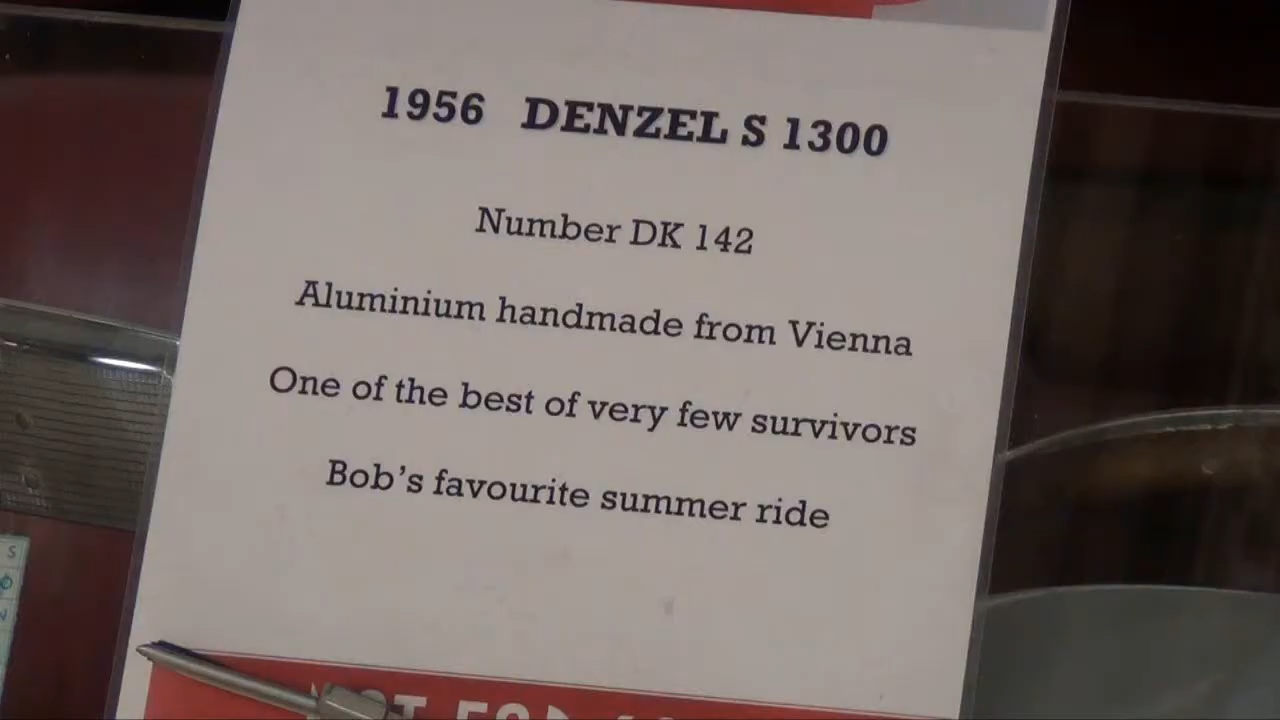 1956 DENZEL S 1300
Number DK 142
Aluminium handmade from Vienna
One of the best of very few survivors
Bob's favourite summer ride